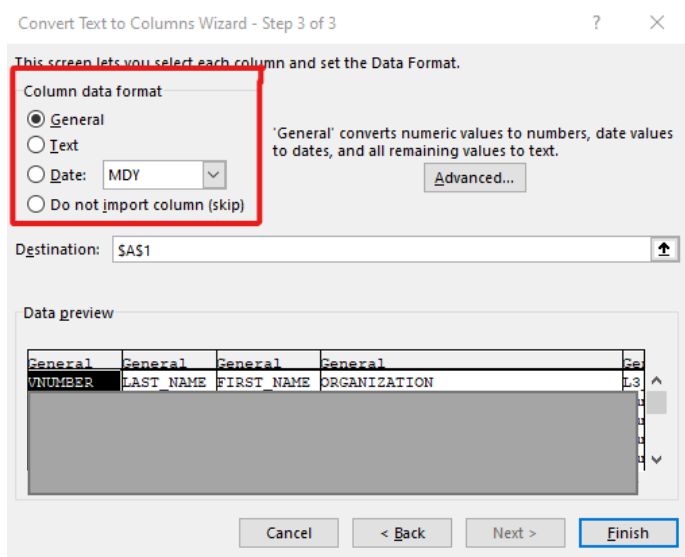 Convert Text to Columns Wizard - Step 3 of 3 ?
This screen lets you select each column and set the Data Format.
Column data format
General
Text
Date: MDY
Do not import column (skip)
'General' converts numeric values to numbers, date values
to dates, and all remaining values to text.
Advanced...
Destination: $A$1
Data preview
General General General General
VNUMBER LAST_NAME FIRST_NAME ORGANIZATION L3
Cancel < Back Next > Finish